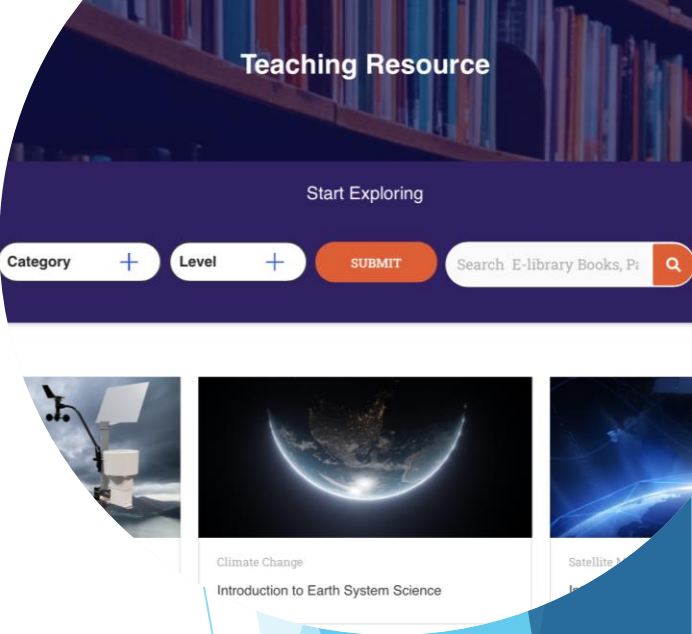 Teaching Resource
Start Exploring
Category
Level
SUBMIT
Search E-library Books,
Climate Change
Satellite
Introduction to Earth System Science